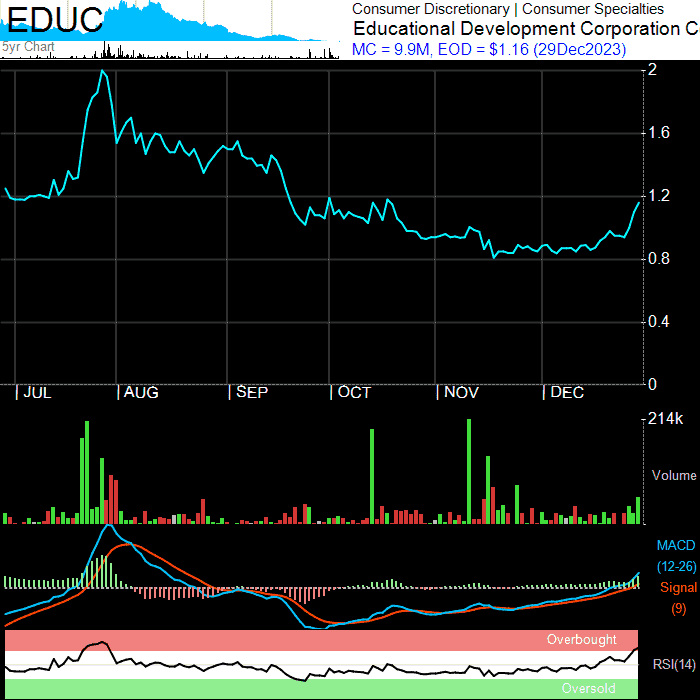 EDUC
5yr Chart
Consumer Discretionary | Consumer Specialties
Educational Development Corporation C
MC = 9.9M, EOD = $1.16 (29Dec2023)
2
1.6
1.2
0.8
0.4
0
JUL
AUG
SEP
OCT
NOV
DEC
214k
Volume
MACD
(12-26)
Signal
(9)
Overbought
RSI(14)
Oversold